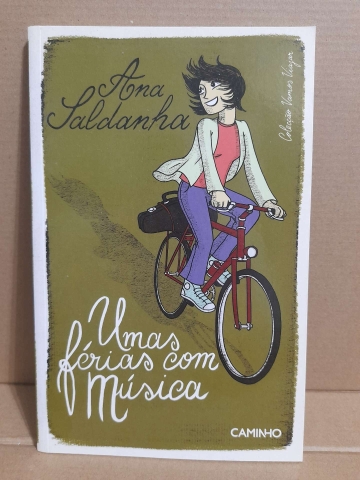 Ana
Saldanha
Colecção Vamos Viajar
Umas
férias com
Música
CAMINHO